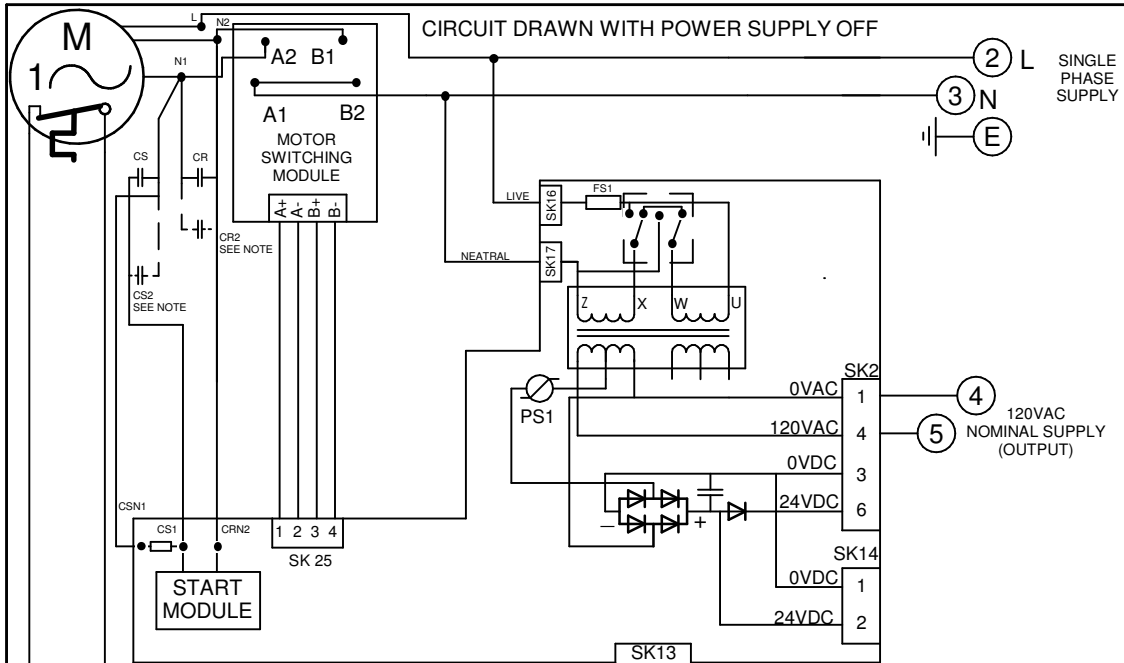 CIRCUIT DRAWN WITH POWER SUPPLY OFF
M
1
L
N2
N1
A2 B1
A1 B2
MOTOR
SWITCHING
MODULE
A+ A- B+ B-
2 L
3 N
E
SINGLE
PHASE
SUPPLY
CS
CR
CR2
SEE NOTE
CS2
SEE NOTE
LIVE
SK16
FS1
NEATRAL
SK17
Z X W U
PS1
SK2
0VAC 1
120VAC 4
0VDC 3
24VDC 6
4
5
120VAC
NOMINAL SUPPLY
(OUTPUT)
− +
SK14
0VDC 1
24VDC 2
CSN1
CS1
CRN2
1 2 3 4
SK 25
START
MODULE
SK13